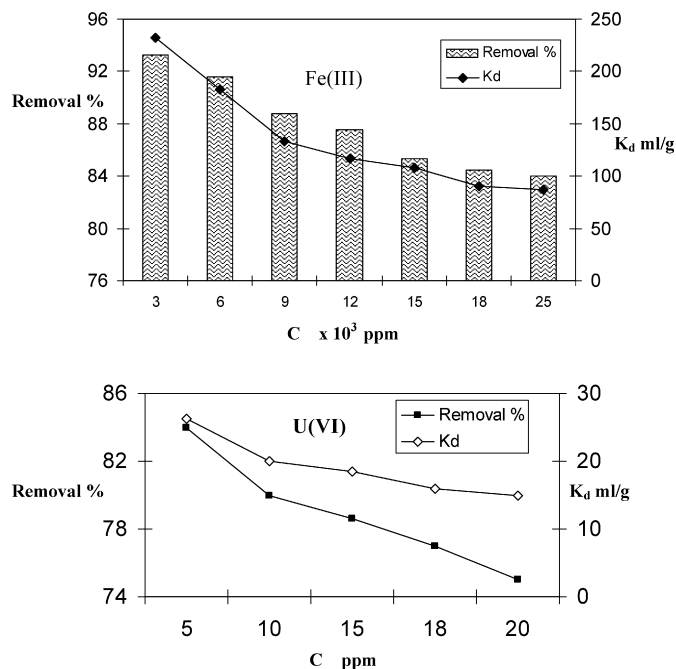 96
92
88
84
80
76
Removal %
Fe(III)
Removal %
Kd
250
200
150
100
50
0
K_d ml/g
3 6 9 12 15 18 25
C x 10³ ppm
86
82
78
74
Removal %
U(VI)
Removal %
Kd
30
20
10
0
K_d ml/g
5 10 15 18 20
C ppm